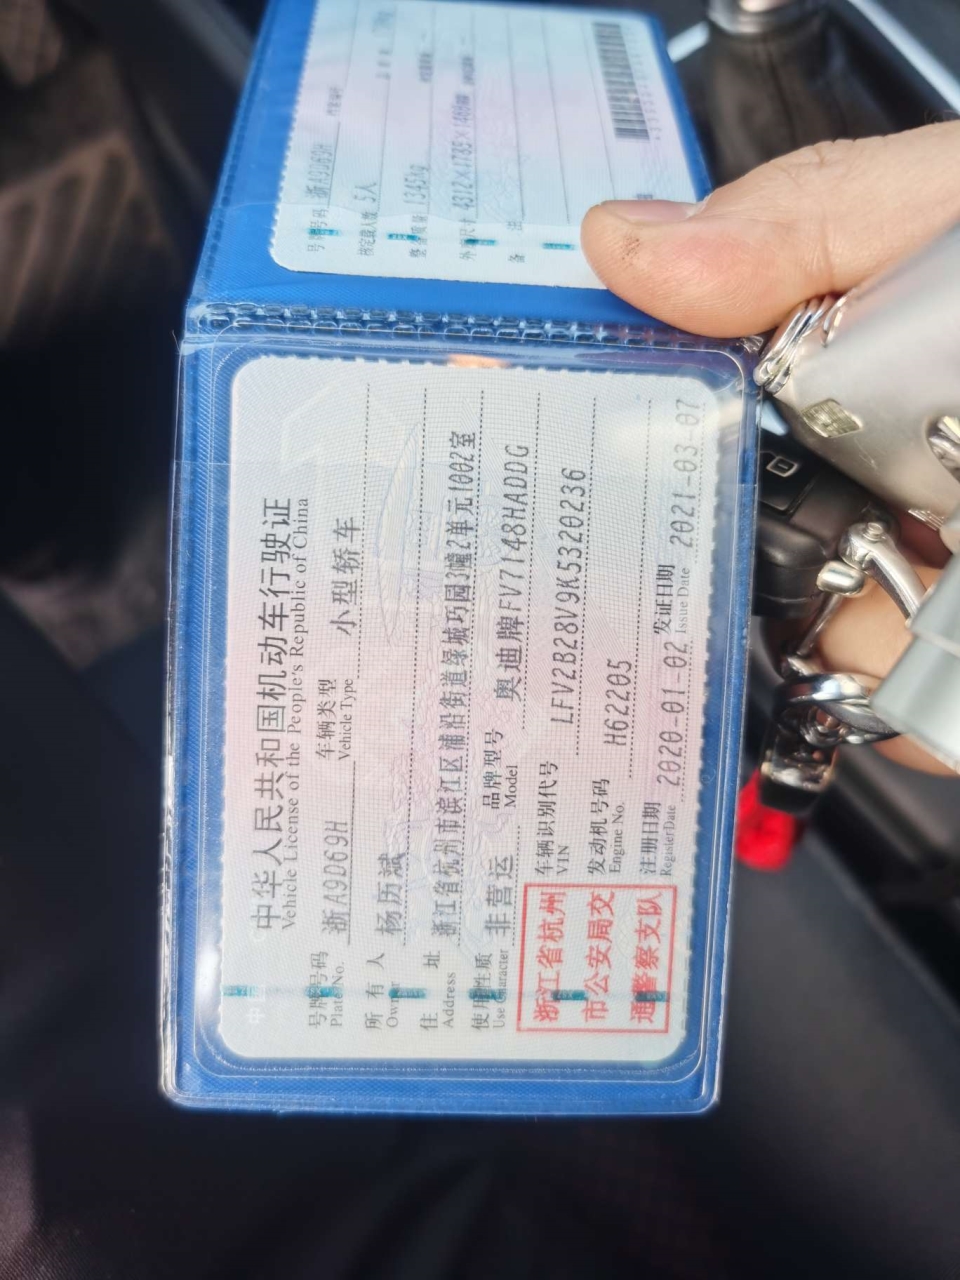 中华人民共和国机动车行驶证
Vehicle License of the People's Republic of China
号牌号码 浙A9D69H 车辆类型 小型轿车
Plate No. Vehicle Type
所有人 杨历斌
Owner
住址 浙江省杭州市滨江区浦沿街道绿城巧园3幢2单元1002室
Address
使用性质 非营运 品牌型号 奥迪牌FV7148HADDG
Use Character Model
浙江省杭州
市公安局交
通警察支队
车辆识别代号 LFV2B28V9K5320236
VIN
发动机号码 H62205
Engine No.
注册日期 2020-01-02 发证日期 2021-03-07
Register Date Issue Date
号牌号码 浙A9D69H
核定载人数 5人
整备质量 1345kg
外廓尺寸
备注